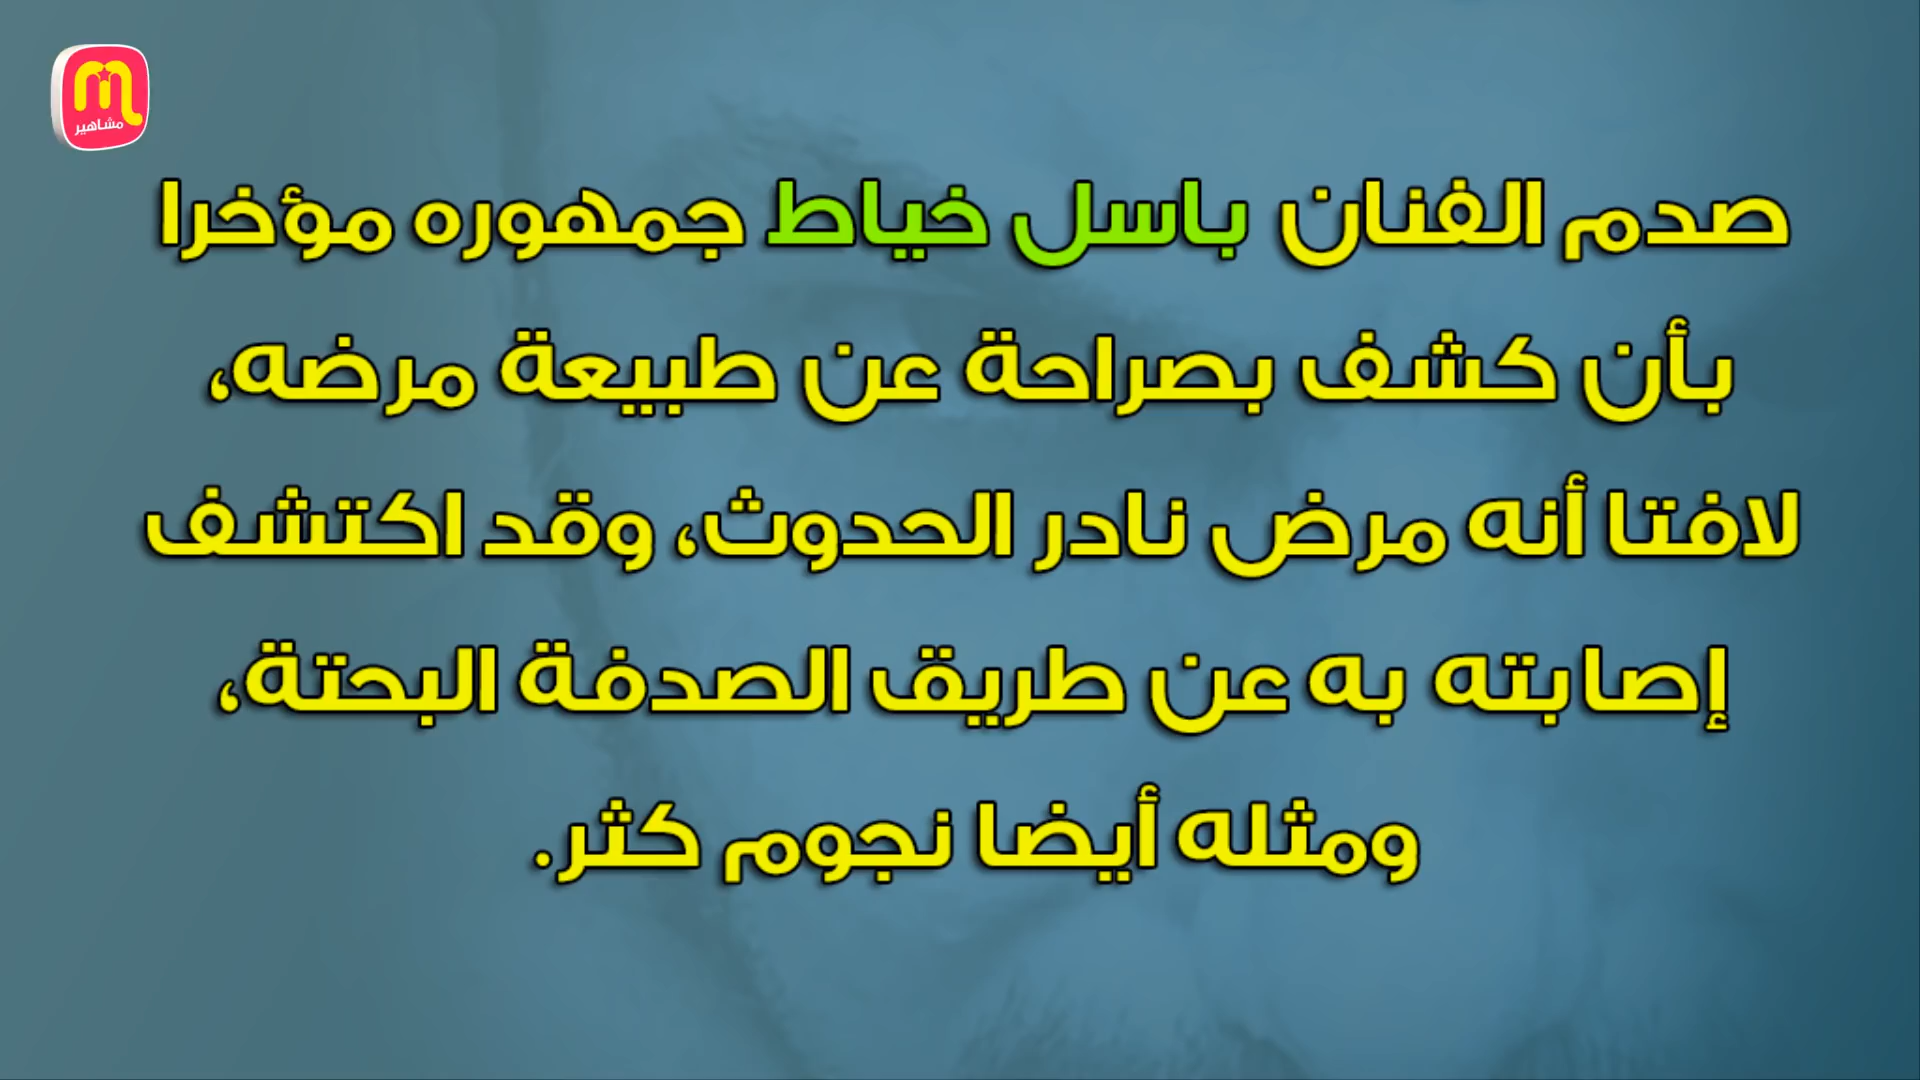 مشاهير
صدم الفنان باسل خياط جمهوره مؤخرا
بأن كشف بصراحة عن طبيعة مرضه،
لافتا أنه مرض نادر الحدوث، وقد اكتشف
إصابته به عن طريق الصدفة البحتة،
ومثله أيضا نجوم كثر.